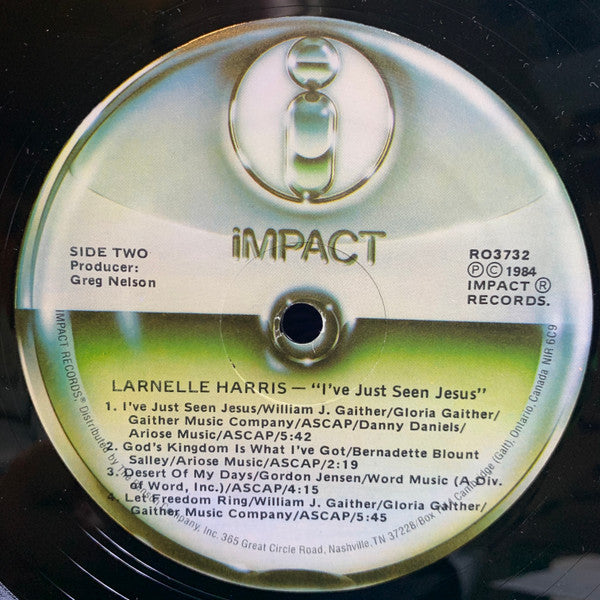 iMPACT
SIDE TWO
Producer:
Greg Nelson
RO3732
Ⓟ Ⓒ 1984
IMPACT ®
RECORDS.
LARNELLE HARRIS — "I've Just Seen Jesus"
1. I've Just Seen Jesus/William J. Gaither/Gloria Gaither/
Gaither Music Company/ASCAP/Danny Daniels/
Ariose Music/ASCAP/5:42
2. God's Kingdom Is What I've Got/Bernadette Blount
Salley/Ariose Music/ASCAP/2:19
3. Desert Of My Days/Gordon Jensen/Word Music (A Div.
of Word, Inc.)/ASCAP/4:15
4. Let Freedom Ring/William J. Gaither/Gloria Gaither/
Gaither Music Company/ASCAP/5:45
IMPACT RECORDS® Distributed by The Company, Inc. 365 Great Circle Road, Nashville, TN 37228/Box Cambridge (Galt), Ontario, Canada NIR 6C9